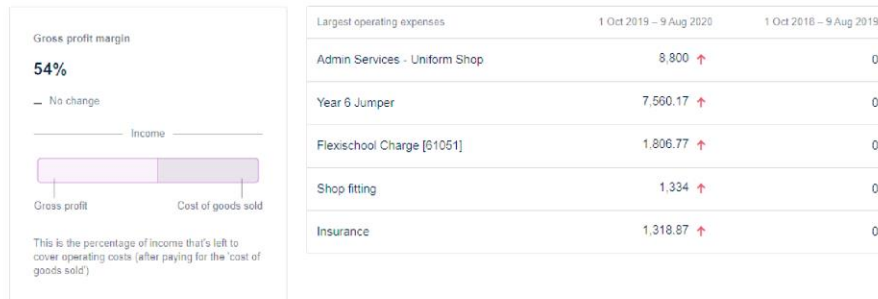 Gross profit margin
54%
No change
Income
Gross profit Cost of goods sold
This is the percentage of income that's left to
cover operating costs (after paying for the 'cost of
goods sold')
Largest operating expenses 1 Oct 2019 – 9 Aug 2020 1 Oct 2018 – 9 Aug 2019
Admin Services - Uniform Shop 8,800 ↑ 0
Year 6 Jumper 7,560.17 ↑ 0
Flexischool Charge [61051] 1,806.77 ↑ 0
Shop fitting 1,334 ↑ 0
Insurance 1,318.87 ↑ 0